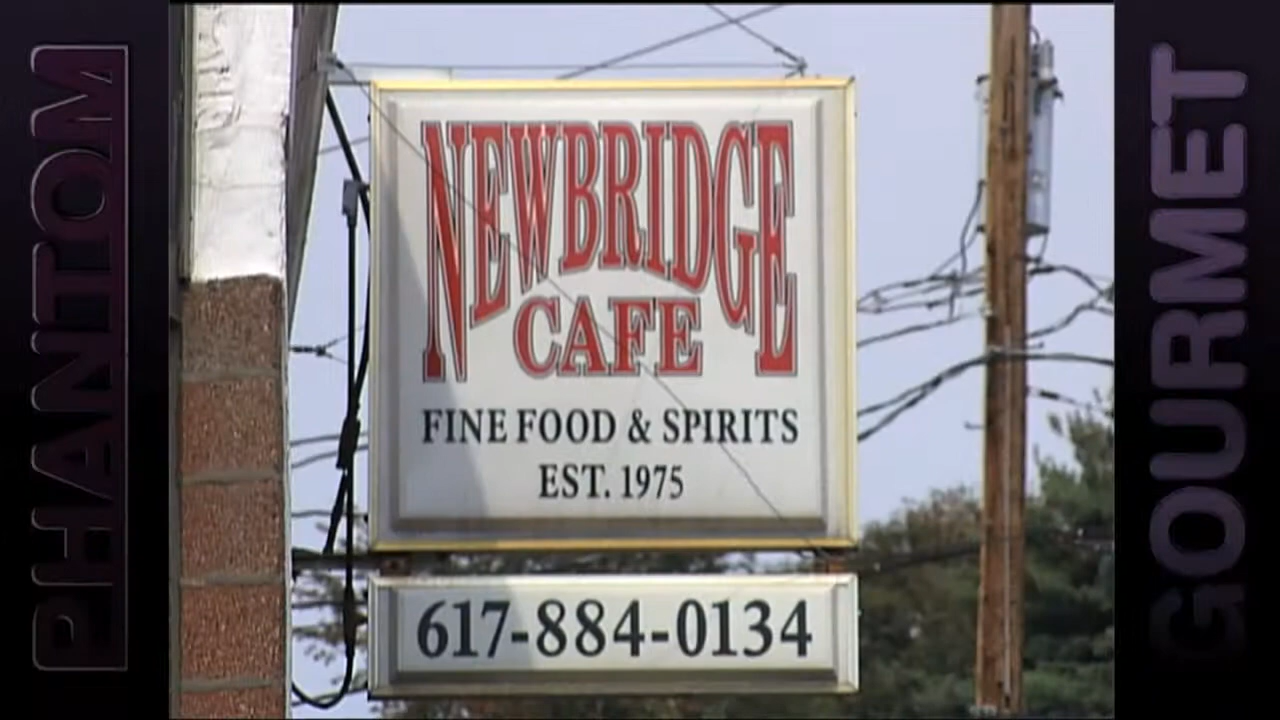 PHANTOM
NEWBRIDGE
CAFE
FINE FOOD & SPIRITS
EST. 1975
617-884-0134
GOURMET